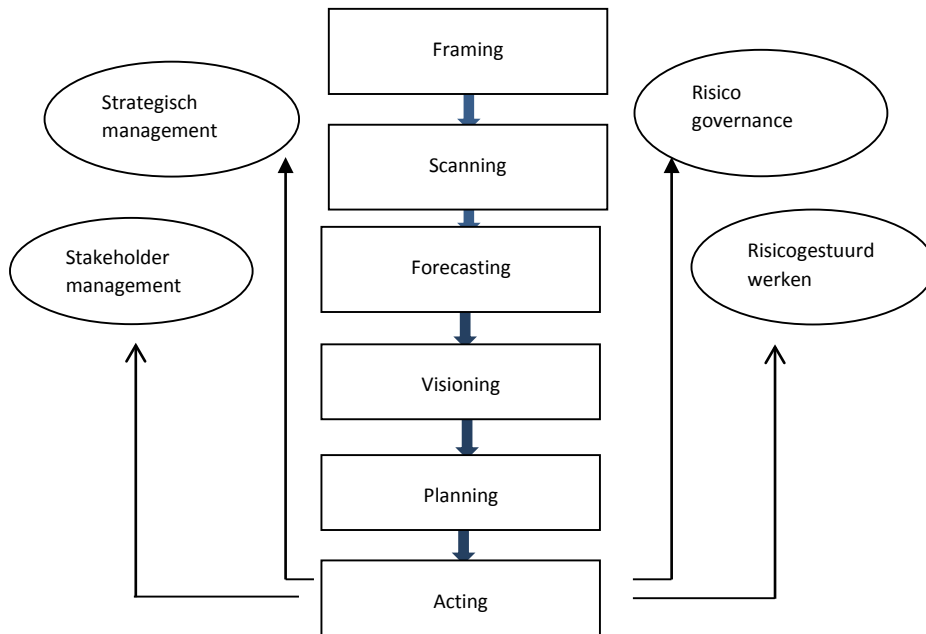 Framing
Strategisch
management
Risico
governance
Scanning
Stakeholder
management
Forecasting
Risicogestuurd
werken
Visioning
Planning
Acting